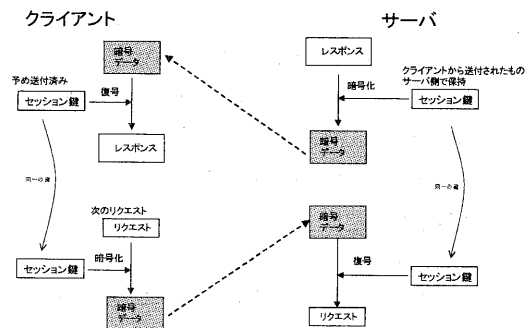 クライアント
サーバ
暗号
データ
レスポンス
予め送付済み
復号
暗号化
クライアントから送付されたもの
サーバ側で保持
セッション鍵
セッション鍵
レスポンス
暗号
データ
同一の鍵
同一の鍵
次のリクエスト
リクエスト
暗号
データ
暗号化
復号
セッション鍵
セッション鍵
暗号
データ
リクエスト